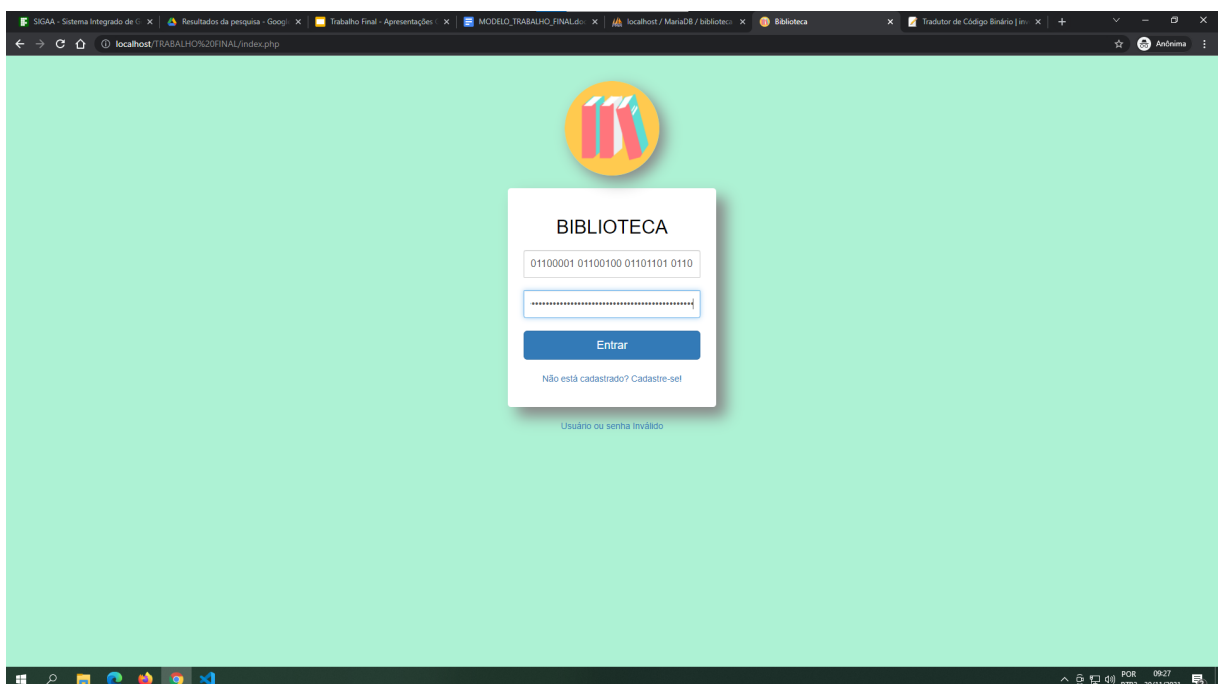 SIGAA - Sistema Integrado de G
Resultados da pesquisa - Googl
Trabalho Final - Apresentações
MODELO_TRABALHO_FINAL.do
localhost / MariaDB / biblioteca
Biblioteca
Tradutor de Código Binário | inv
localhost/TRABALHO%20FINAL/index.php
Anônima
BIBLIOTECA
01100001 01100100 01101101 0110
Entrar
Não está cadastrado? Cadastre-se!
Usuário ou senha Inválido
POR
09:27